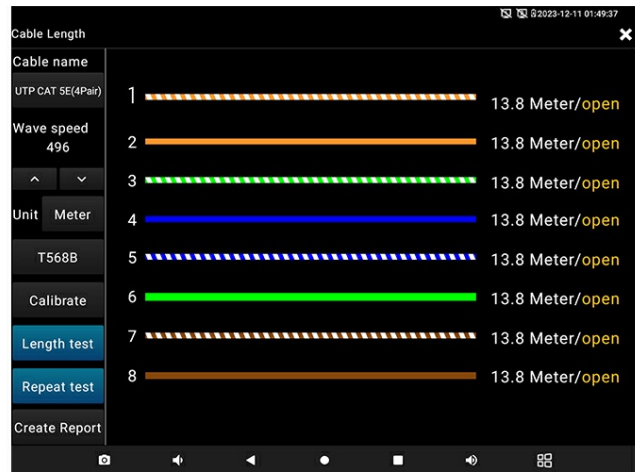 2023-12-11 01:49:37
Cable Length
Cable name
UTP CAT 5E(4Pair)
Wave speed
496
Unit Meter
T568B
Calibrate
Length test
Repeat test
Create Report
1 13.8 Meter/open
2 13.8 Meter/open
3 13.8 Meter/open
4 13.8 Meter/open
5 13.8 Meter/open
6 13.8 Meter/open
7 13.8 Meter/open
8 13.8 Meter/open